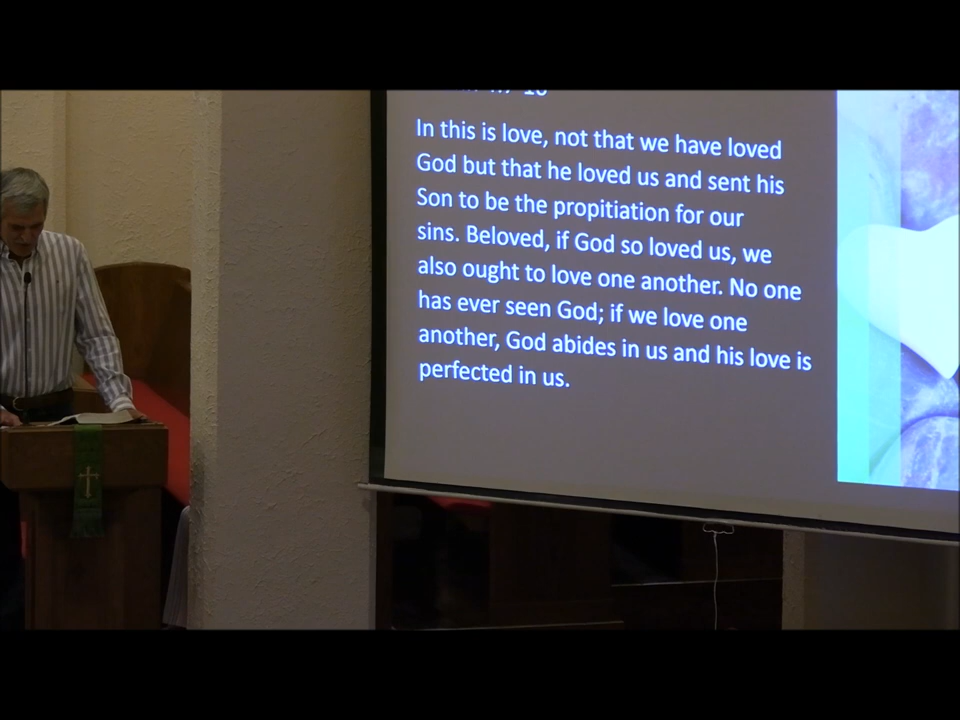 In this is love, not that we have loved
God but that he loved us and sent his
Son to be the propitiation for our
sins. Beloved, if God so loved us, we
also ought to love one another. No one
has ever seen God; if we love one
another, God abides in us and his love is
perfected in us.